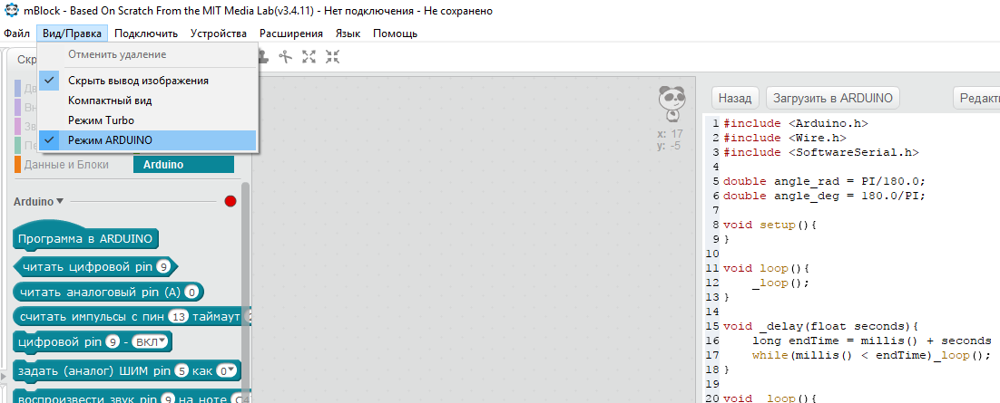 mBlock - Based On Scratch From the MIT Media Lab(v3.4.11) - Нет подключения - Не сохранено
Файл Вид/Правка Подключить Устройства Расширения Язык Помощь
Отменить удаление
Скрыть вывод изображения
Компактный вид
Режим Turbo
Режим ARDUINO
Данные и Блоки Arduino
Arduino
Программа в ARDUINO
читать цифровой pin 9
читать аналоговый pin (A) 0
считать импульсы с пин 13 таймаут
цифровой pin 9 - ВКЛ
задать (аналог) ШИМ pin 5 как 0
воспроизвести звук pin 9 на ноте
x: 17
y: -5
Назад Загрузить в ARDUINO
1 #include <Arduino.h>
2 #include <Wire.h>
3 #include <SoftwareSerial.h>
4
5 double angle_rad = PI/180.0;
6 double angle_deg = 180.0/PI;
7
8 void setup(){
9 }
10
11 void loop(){
12 _loop();
13 }
14
15 void _delay(float seconds){
16 long endTime = millis() + seconds
17 while(millis() < endTime)_loop();
18 }
19
20 void _loop(){